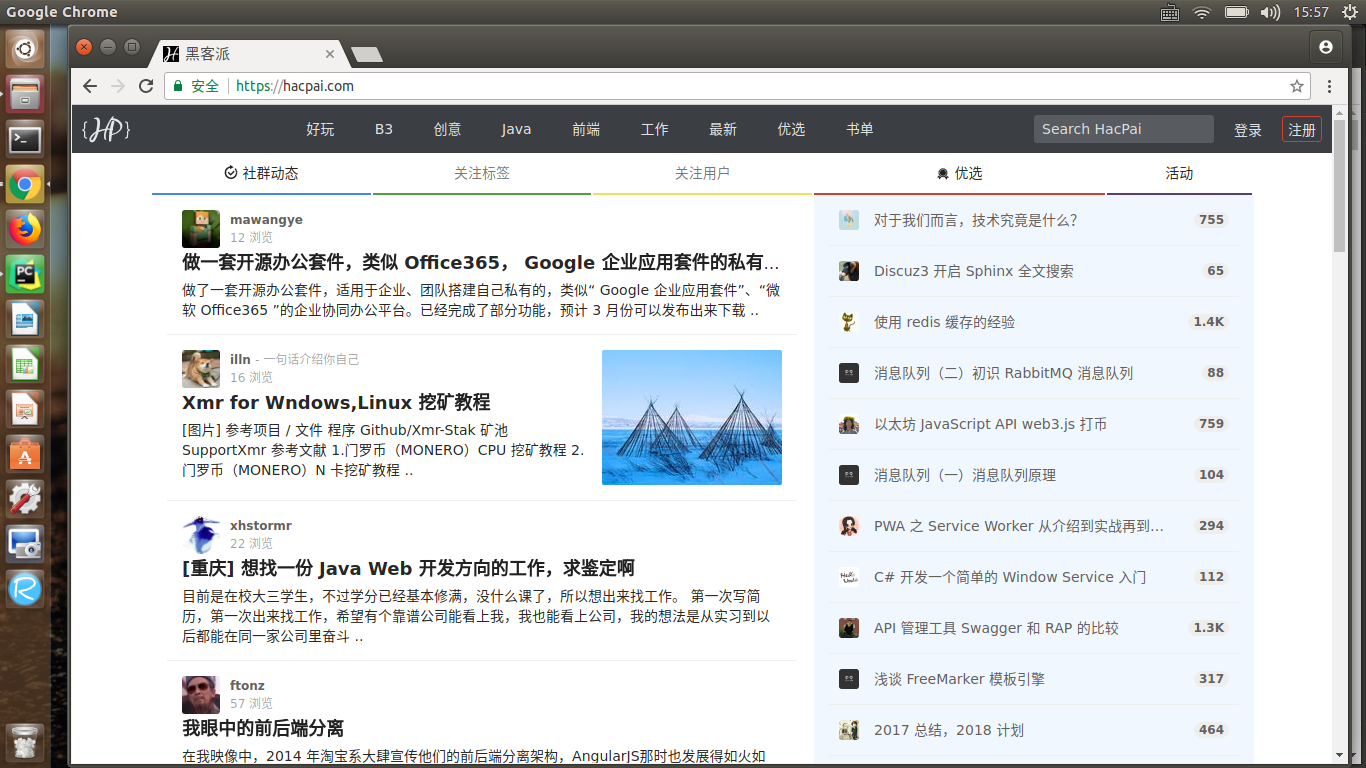 Google Chrome
15:57
黑客派
安全
https://hacpai.com
{HP}
好玩 B3 创意 Java 前端 工作 最新 优选 书单
Search HacPai
登录 注册
社群动态 关注标签 关注用户
mawangye
12 浏览
做一套开源办公套件，类似 Office365， Google 企业应用套件的私有...
做了一套开源办公套件，适用于企业、团队搭建自己私有的，类似“ Google 企业应用套件”、“微
软 Office365 ”的企业协同办公平台。已经完成了部分功能，预计 3 月份可以发布出来下载 ..
illn - 一句话介绍你自己
16 浏览
Xmr for Wndows,Linux 挖矿教程
[图片] 参考项目 / 文件 程序 Github/Xmr-Stak 矿池
SupportXmr 参考文献 1.门罗币（MONERO）CPU 挖矿教程 2.
门罗币（MONERO）N 卡挖矿教程 ..
xhstormr
22 浏览
[重庆] 想找一份 Java Web 开发方向的工作，求鉴定啊
目前是在校大三学生，不过学分已经基本修满，没什么课了，所以想出来找工作。 第一次写简
历，第一次出来找工作，希望有个靠谱公司能看上我，我也能看上公司，我的想法是从实习到以
后都能在同一家公司里奋斗 ..
ftonz
57 浏览
我眼中的前后端分离
在我映像中，2014 年淘宝系大肆宣传他们的前后端分离架构，AngularJS那时也发展得如火如
优选 活动
对于我们而言，技术究竟是什么？ 755
Discuz3 开启 Sphinx 全文搜索 65
使用 redis 缓存的经验 1.4K
消息队列（二）初识 RabbitMQ 消息队列 88
以太坊 JavaScript API web3.js 打币 759
消息队列（一）消息队列原理 104
PWA 之 Service Worker 从介绍到实战再到... 294
C# 开发一个简单的 Window Service 入门 112
API 管理工具 Swagger 和 RAP 的比较 1.3K
浅谈 FreeMarker 模板引擎 317
2017 总结，2018 计划 464